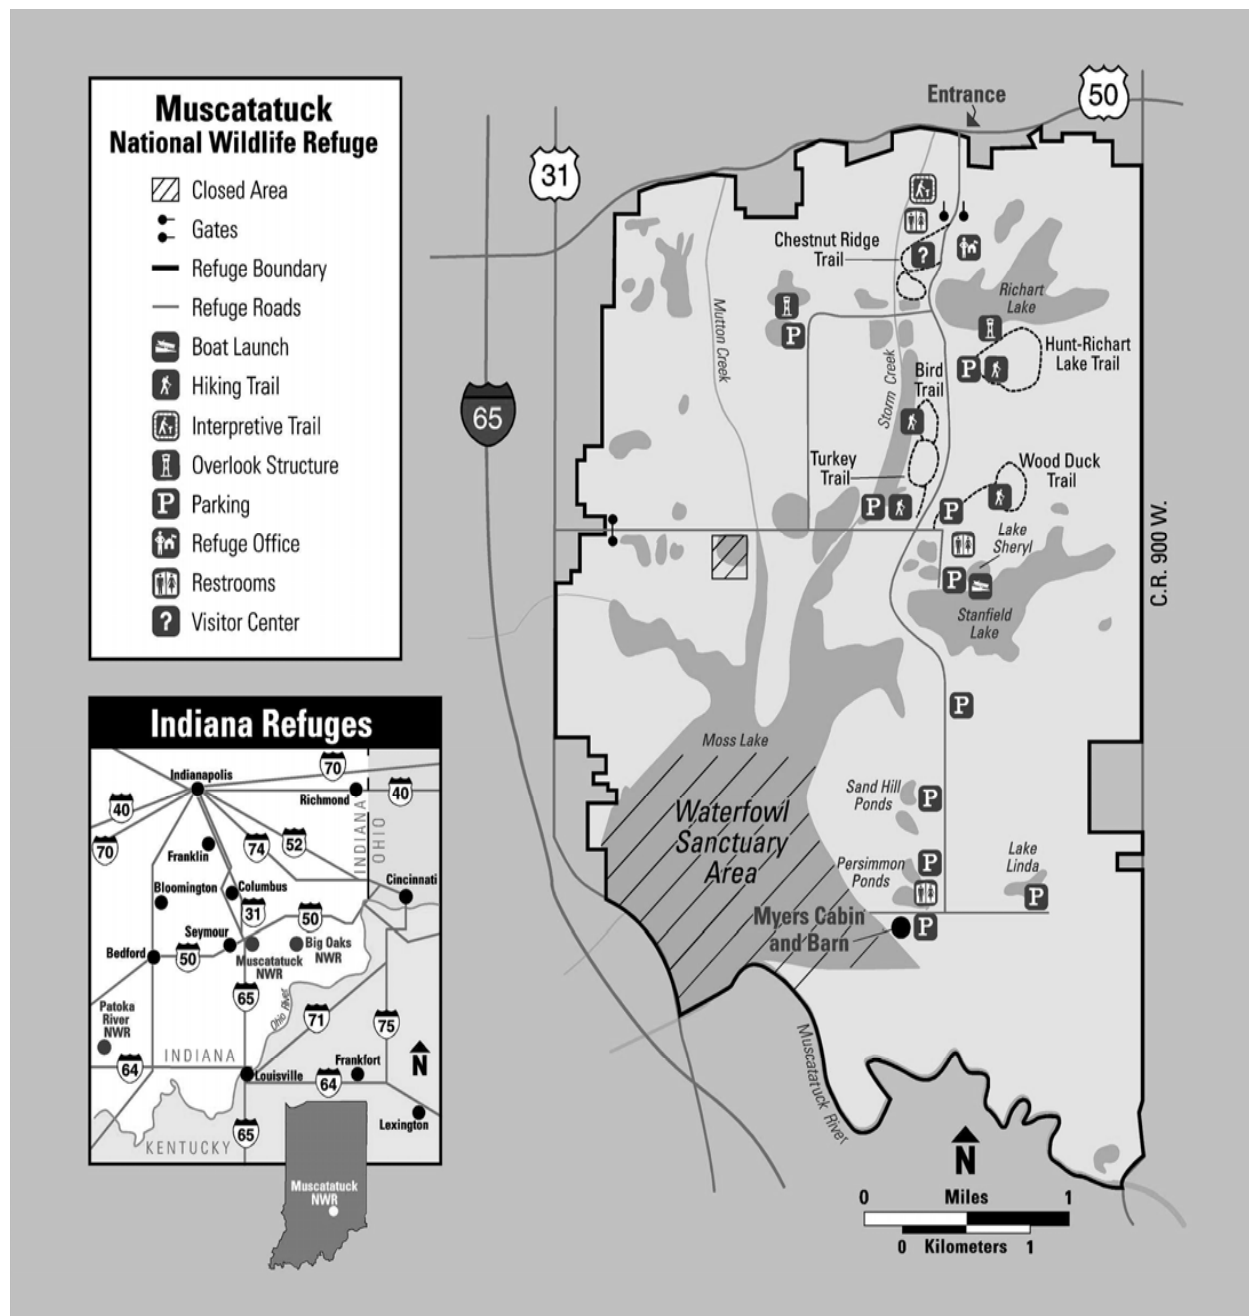 Muscatatuck
National Wildlife Refuge
Closed Area
Gates
Refuge Boundary
Refuge Roads
Boat Launch
Hiking Trail
Interpretive Trail
Overlook Structure
P
Parking
Refuge Office
Restrooms
?
Visitor Center
Entrance
50
31
65
Chestnut Ridge
Trail
?
Richart
Lake
Mutton Creek
P
Storm Creek
Bird
Trail
P
Hunt-Richart
Lake Trail
Turkey
Trail
P
Wood Duck
Trail
P
Lake
Sheryl
P
Stanfield
Lake
C.R. 900 W.
P
Moss Lake
Waterfowl
Sanctuary
Area
Sand Hill
Ponds
P
Persimmon
Ponds
P
Lake
Linda
P
Myers Cabin
and Barn
P
Muscatatuck River
N
0 Miles 1
0 Kilometers 1
Indiana Refuges
Indianapolis
70
Richmond
40
40
70
Franklin
74
52
INDIANA
OHIO
Bloomington
Columbus
Cincinnati
31
50
Seymour
Bedford
50
Muscatatuck
NWR
Big Oaks
NWR
65
Ohio River
71
75
Patoka
River
NWR
64
INDIANA
Louisville
64
Frankfort
N
Lexington
KENTUCKY
65
Muscatatuck
NWR